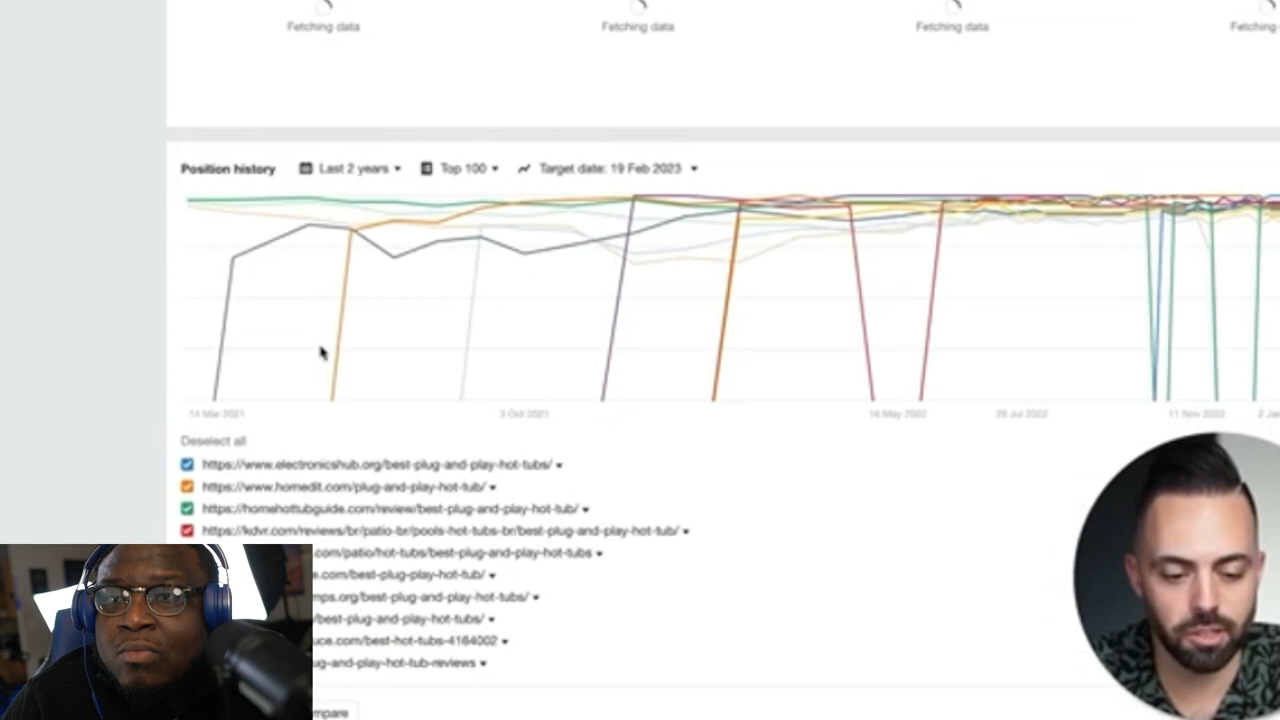 Fetching data
Fetching data
Fetching data
Fetching
Position history
Last 2 years
Top 100
Target date: 19 Feb 2023
14 Mar 2021
3 Oct 2021
16 May 2022
29 Jul 2022
11 Nov 2022
2 Jan
Deselect all
https://www.electronicshub.org/best-plug-and-play-hot-tubs/
https://www.homedit.com/plug-and-play-hot-tub/
https://homehottubguide.com/review/best-plug-and-play-hot-tub/
https://kdvr.com/reviews/br/patio-br/pools-hot-tubs-br/best-plug-and-play-hot-tub/
.com/patio/hot-tubs/best-plug-and-play-hot-tubs
e.com/best-plug-play-hot-tub/
mps.org/best-plug-and-play-hot-tubs/
/best-plug-and-play-hot-tubs/
uce.com/best-hot-tubs-4164002
ug-and-play-hot-tub-reviews
mpare